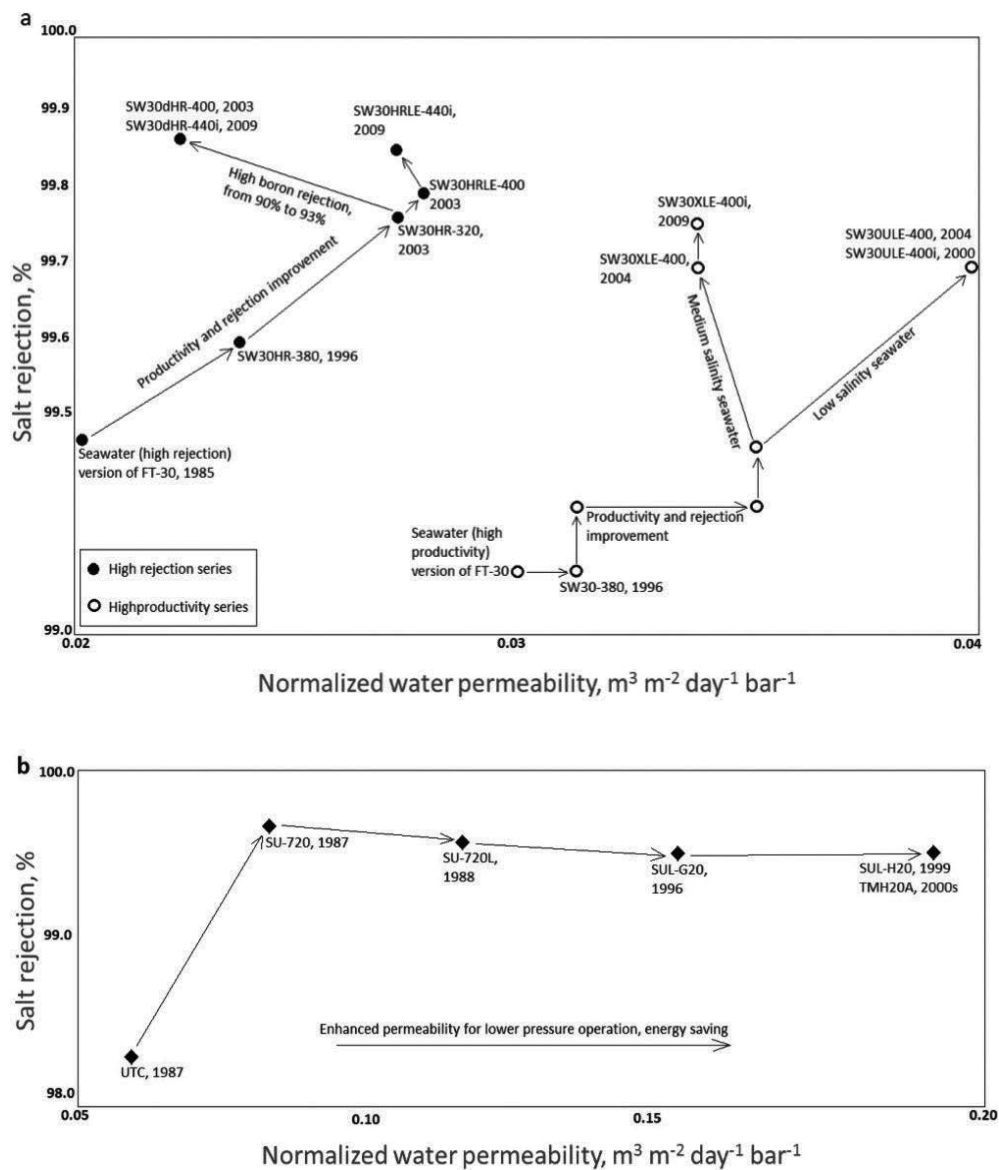 a
100.0
99.9
99.8
99.7
99.6
99.5
99.0
Salt rejection, %
SW30dHR-400, 2003
SW30dHR-440i, 2009
SW30HRLE-440i,
2009
High boron rejection,
from 90% to 93%
SW30HRLE-400
2003
SW30HR-320,
2003
Productivity and rejection improvement
SW30HR-380, 1996
Seawater (high rejection)
version of FT-30, 1985
SW30XLE-400i,
2009
SW30XLE-400,
2004
SW30ULE-400, 2004
SW30ULE-400i, 2000
Medium salinity seawater
Low salinity seawater
Seawater (high
productivity)
version of FT-30
Productivity and rejection
improvement
SW30-380, 1996
High rejection series
Highproductivity series
0.02
0.03
0.04
Normalized water permeability, m³ m⁻² day⁻¹ bar⁻¹
b
100.0
99.0
98.0
Salt rejection, %
SU-720, 1987
SU-720L,
1988
SUL-G20,
1996
SUL-H20, 1999
TMH20A, 2000s
Enhanced permeability for lower pressure operation, energy saving
UTC, 1987
0.05
0.10
0.15
0.20
Normalized water permeability, m³ m⁻² day⁻¹ bar⁻¹